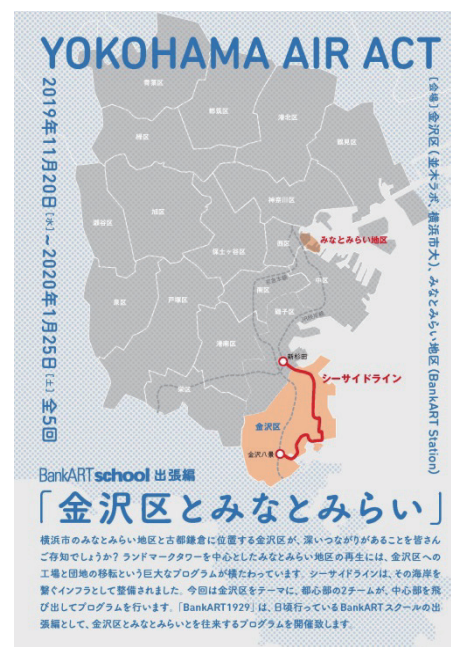 YOKOHAMA AIR ACT
2019年11月20日[水]~2020年1月25日[土] 全5回
[会場]金沢区(並木ラボ、横浜市大)、みなとみらい地区(BankART Station)
青葉区
都筑区
港北区
緑区
鶴見区
神奈川区
瀬谷区
旭区
西区
みなとみらい地区
保土ヶ谷区
中区
南区
泉区
戸塚区
磯子区
港南区
新杉田
シーサイドライン
栄区
金沢区
金沢八景
BankARTschool 出張編
「金沢区とみなとみらい」
横浜市のみなとみらい地区と古都鎌倉に位置する金沢区が、深いつながりがあることを皆さん
ご存知でしょうか? ランドマークタワーを中心としたみなとみらい地区の再生には、金沢区への
工場と団地の移転という巨大なプログラムが横たわっています。シーサイドラインは、その海岸を
繋ぐインフラとして整備されました。今回は金沢区をテーマに、都心部の2チームが、中心部を飛
び出してプログラムを行います。「BankART1929」は、日頃行っているBankARTスクールの出
張編として、金沢区とみなとみらいとを往来するプログラムを開催致します。